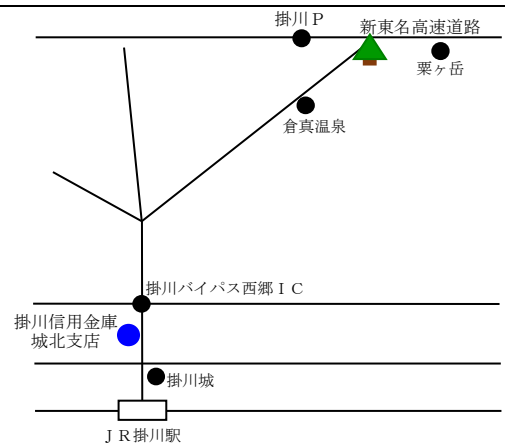 掛川Ｐ
新東名高速道路
粟ヶ岳
倉真温泉
掛川バイパス西郷ＩＣ
掛川信用金庫
城北支店
掛川城
ＪＲ掛川駅